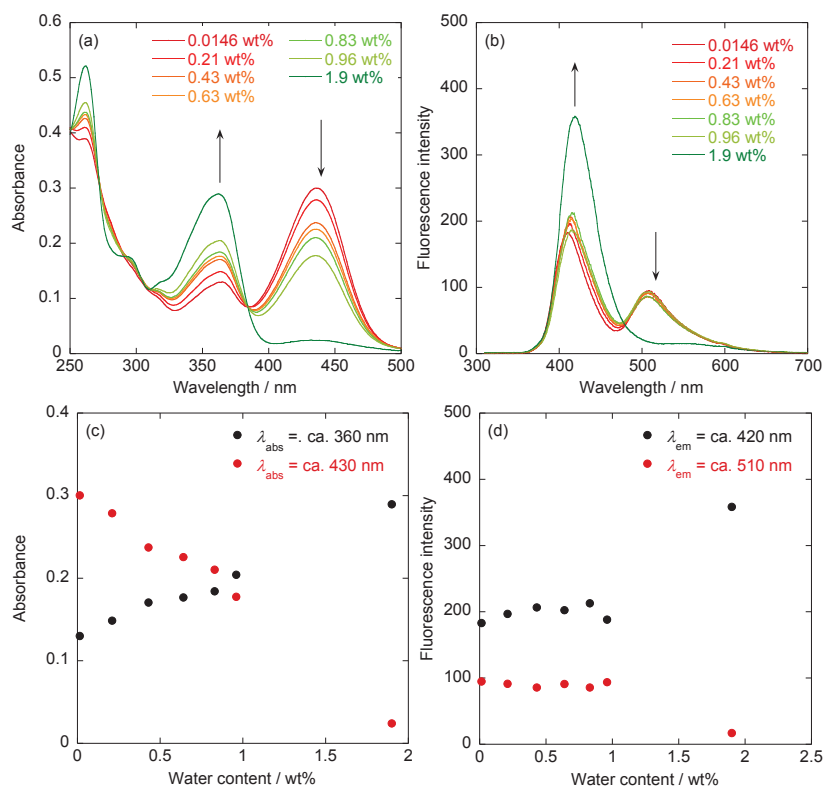 (a)
0.0146 wt%
0.21 wt%
0.43 wt%
0.63 wt%
0.83 wt%
0.96 wt%
1.9 wt%
0.6
0.5
0.4
0.3
0.2
0.1
0
Absorbance
250 300 350 400 450 500
Wavelength / nm
(b)
0.0146 wt%
0.21 wt%
0.43 wt%
0.63 wt%
0.83 wt%
0.96 wt%
1.9 wt%
500
400
300
200
100
0
Fluorescence intensity
300 400 500 600 700
Wavelength / nm
(c)
λabs =. ca. 360 nm
λabs = ca. 430 nm
0.4
0.3
0.2
0.1
0
Absorbance
0 0.5 1 1.5 2
Water content / wt%
(d)
λem = ca. 420 nm
λem = ca. 510 nm
500
400
300
200
100
0
Fluorescence intensity
0 0.5 1 1.5 2 2.5
Water content / wt%